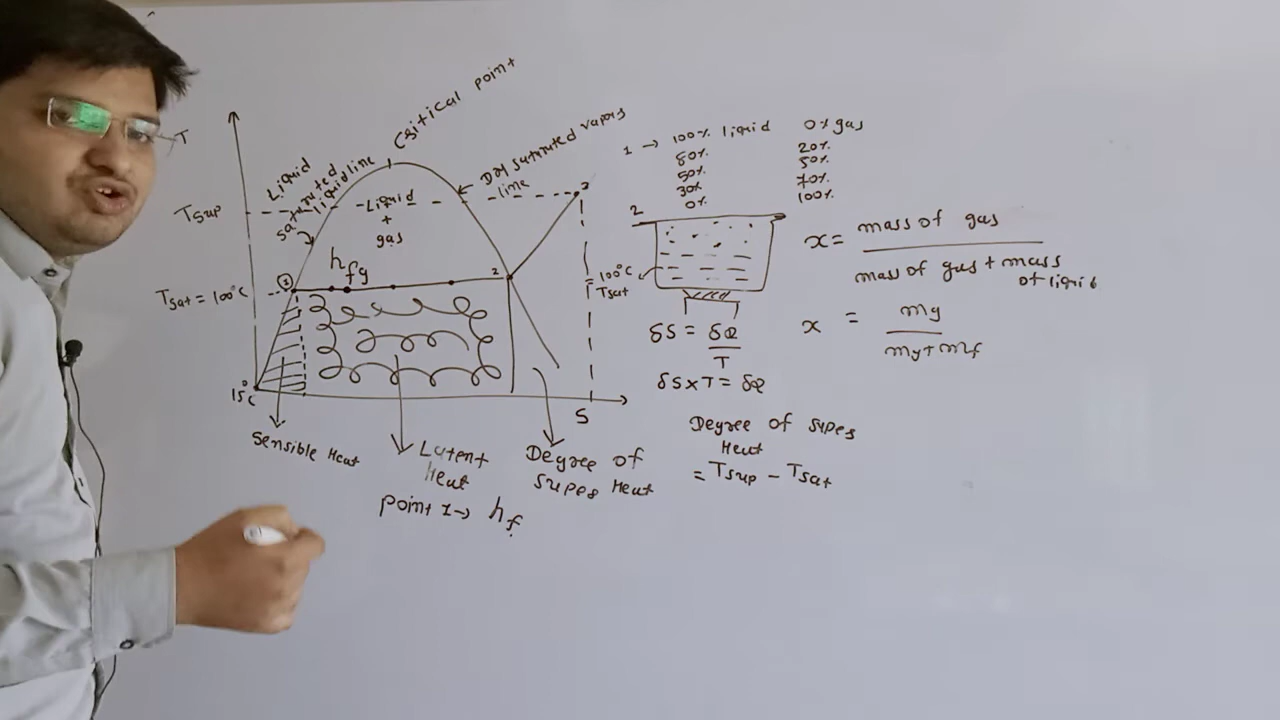 T
Critical point
Liquid
saturated
liquid line
Dry saturated vapors
line
Tsup
Liquid
+
gas
3
hfg
1
2
Tsat = 100°C
15°C
S
Sensible Heat
Latent
Heat
Degree of
super Heat
point 1→ hf
1 → 100% liquid 0% gas
80% 20%
50% 50%
30% 70%
0% 100%
2
= 100°C
Tsat
δS = δQ
T
δS x T = δQ
x = mass of gas
mass of gas + mass
of liquid
x = mg
mg + mf
Degree of super
Heat
= Tsup - Tsat